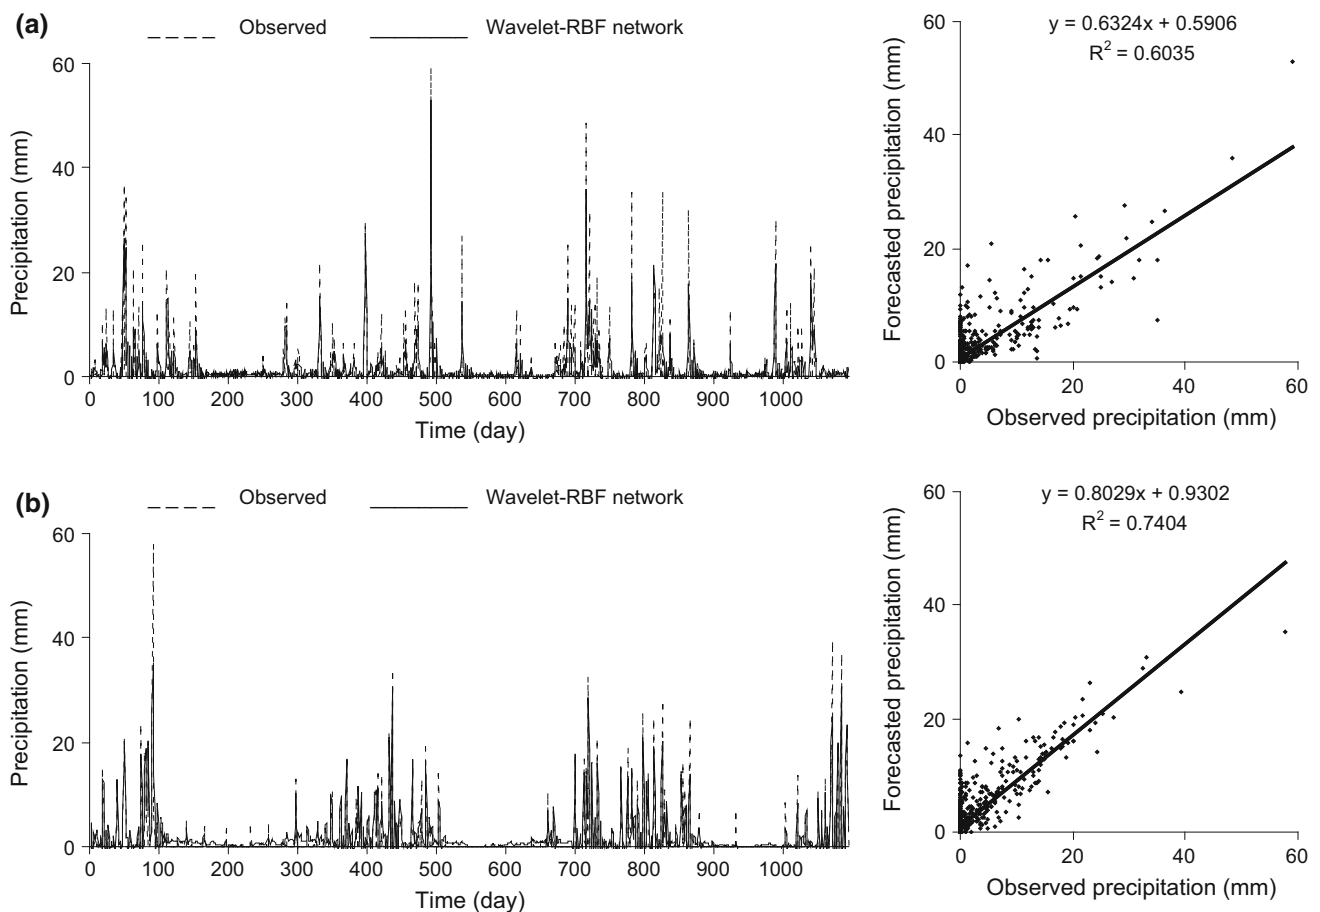 (a)
Observed
Wavelet-RBF network
Precipitation (mm)
60
40
20
0
0 100 200 300 400 500 600 700 800 900 1000
Time (day)
y = 0.6324x + 0.5906
R² = 0.6035
Forecasted precipitation (mm)
60
40
20
0
0 20 40 60
Observed precipitation (mm)
(b)
Observed
Wavelet-RBF network
Precipitation (mm)
60
40
20
0
0 100 200 300 400 500 600 700 800 900 1000
Time (day)
y = 0.8029x + 0.9302
R² = 0.7404
Forecasted precipitation (mm)
60
40
20
0
0 20 40 60
Observed precipitation (mm)